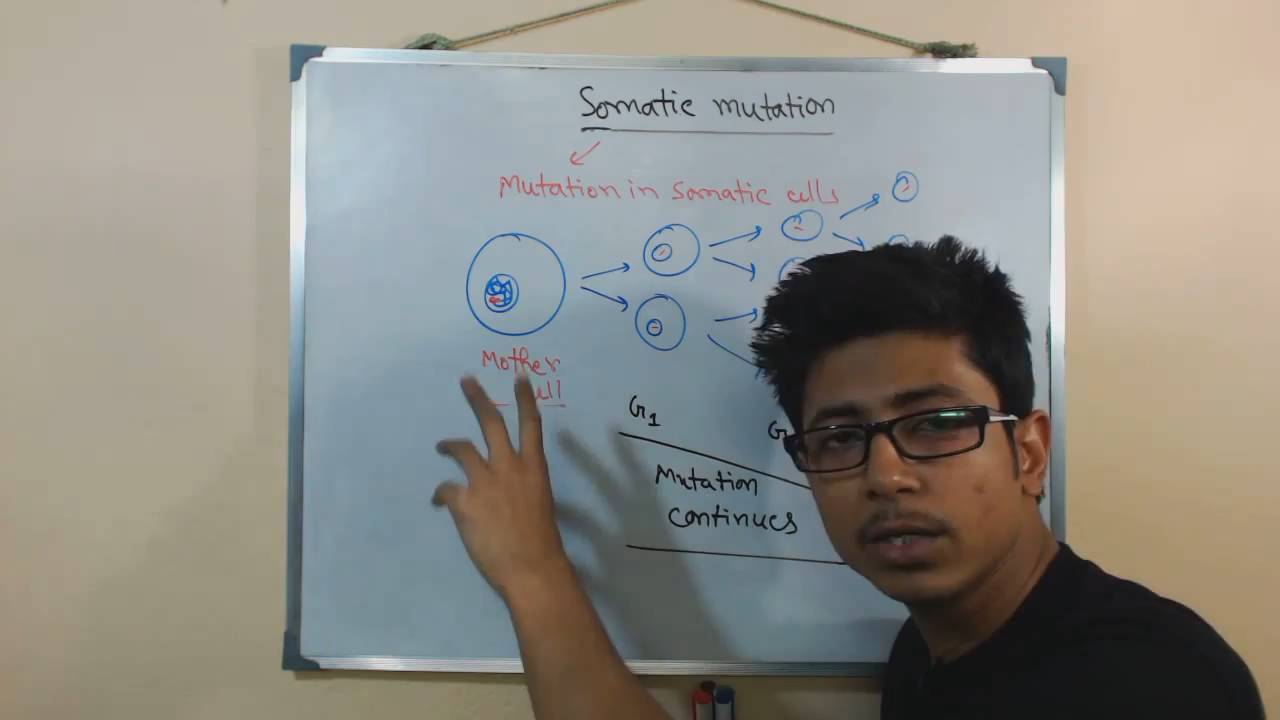 Somatic mutation
Mutation in somatic cells
Mother
G1
Mutation
continues